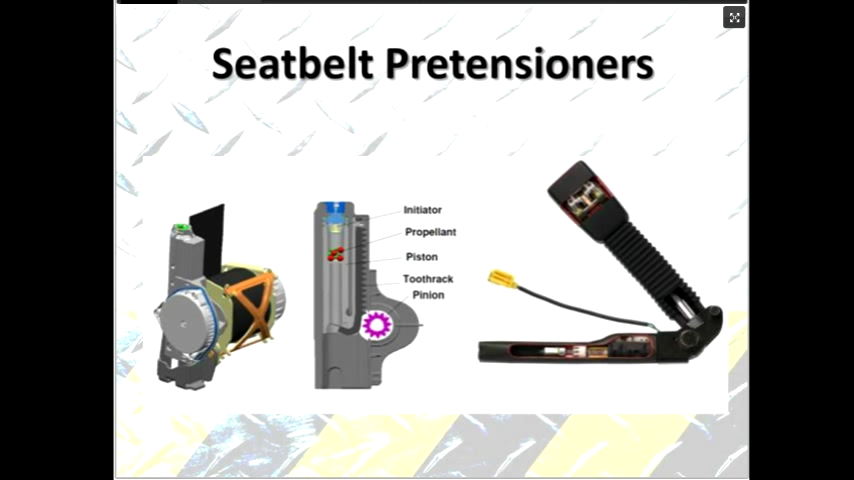 Seatbelt Pretensioners
Initiator
Propellant
Piston
Toothrack
Pinion